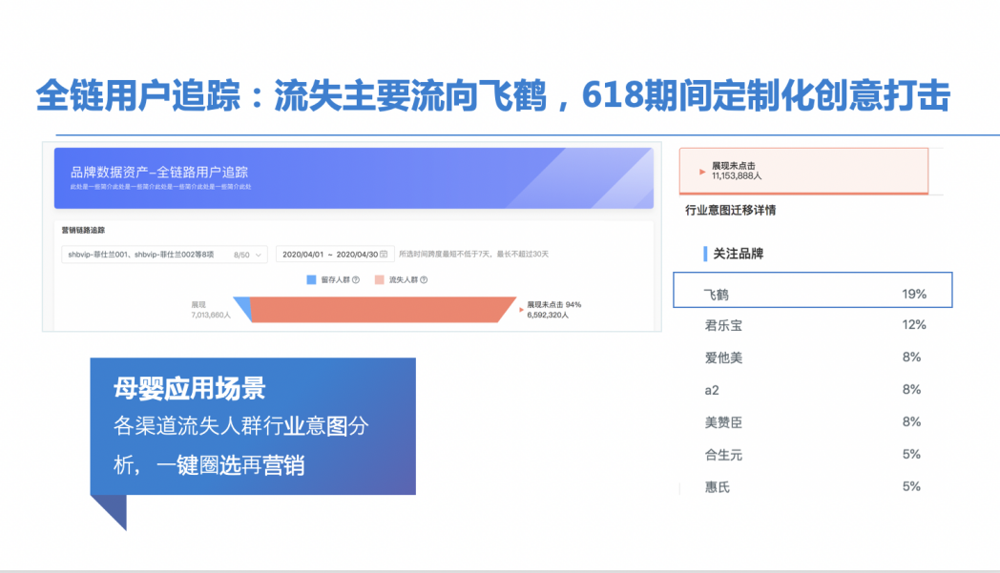 全链用户追踪：流失主要流向飞鹤，618期间定制化创意打击
品牌数据资产-全链路用户追踪
此处是一些简介此处是一些简介此处是一些简介此处是一些简介此处
营销链路追踪
shbvip-菲仕兰001、shbvip-菲仕兰002等8项 8/50
2020/04/01 ~ 2020/04/30
所选时间跨度最短不低于7天，最长不超过30天
留存人群
流失人群
展现
7,013,660人
展现未点击 94%
6,592,320人
母婴应用场景
各渠道流失人群行业意图分
析，一键圈选再营销
展现未点击
11,153,888人
行业意图迁移详情
关注品牌
飞鹤 19%
君乐宝 12%
爱他美 8%
a2 8%
美赞臣 8%
合生元 5%
惠氏 5%